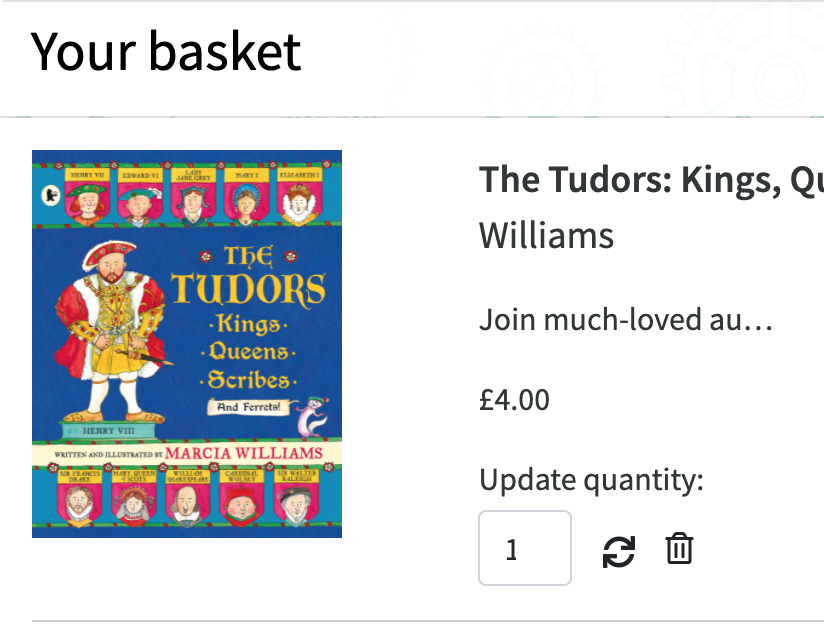 Your basket
HENRY VII
EDWARD VI
LADY
JANE GREY
MARY I
ELIZABETH I
THE
TUDORS
·Kings·
·Queens·
·Scribes·
And Ferrets!
HENRY VIII
WRITTEN AND ILLUSTRATED BY MARCIA WILLIAMS
SIR FRANCIS
DRAKE
MARY, QUEEN
OF SCOTS
WILLIAM
SHAKESPEARE
CARDINAL
WOLSEY
SIR WALTER
RALEIGH
The Tudors: Kings, Qu
Williams
Join much-loved au…
£4.00
Update quantity:
1